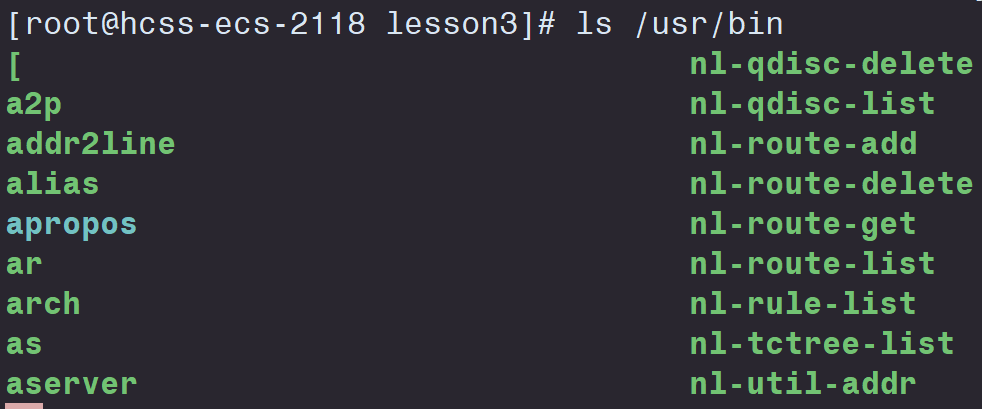 [root@hcss-ecs-2118 lesson3]# ls /usr/bin
[ nl-qdisc-delete
a2p nl-qdisc-list
addr2line nl-route-add
alias nl-route-delete
apropos nl-route-get
ar nl-route-list
arch nl-rule-list
as nl-tctree-list
aserver nl-util-addr